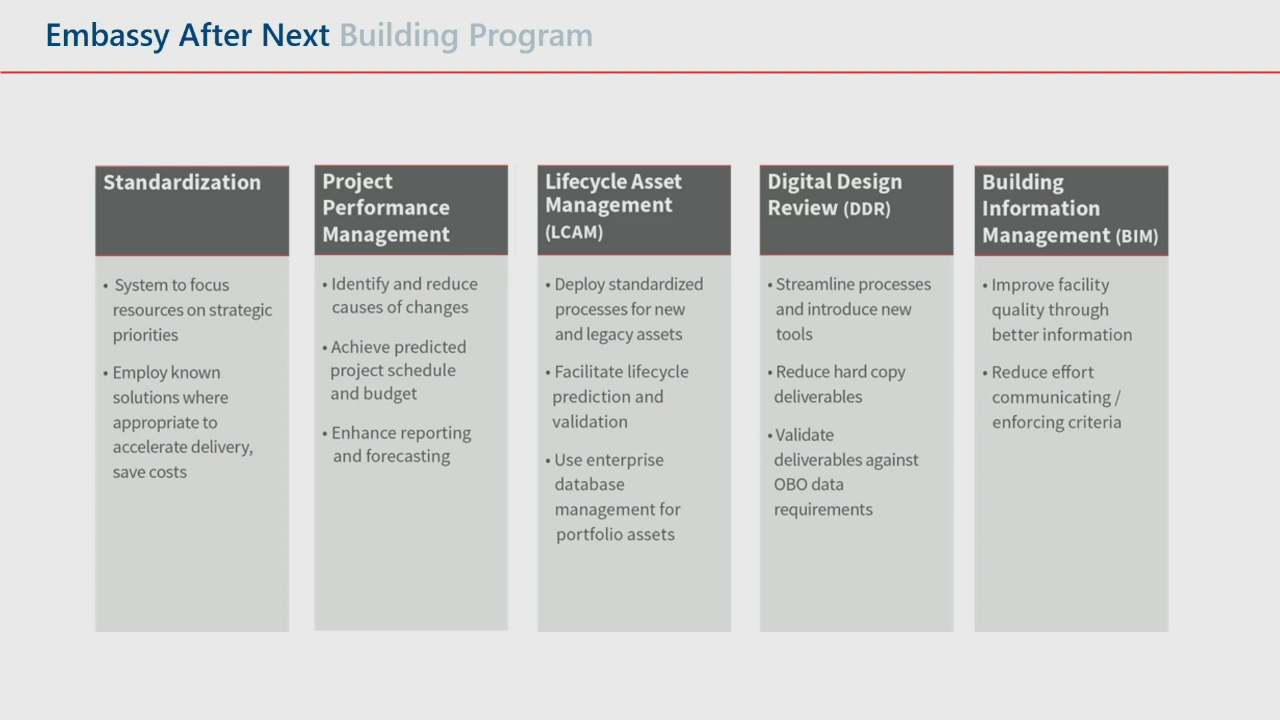 Embassy After Next Building Program
Standardization
• System to focus
resources on strategic
priorities
• Employ known
solutions where
appropriate to
accelerate delivery,
save costs
Project
Performance
Management
• Identify and reduce
causes of changes
• Achieve predicted
project schedule
and budget
• Enhance reporting
and forecasting
Lifecycle Asset
Management
(LCAM)
• Deploy standardized
processes for new
and legacy assets
• Facilitate lifecycle
prediction and
validation
• Use enterprise
database
management for
portfolio assets
Digital Design
Review (DDR)
• Streamline processes
and introduce new
tools
• Reduce hard copy
deliverables
• Validate
deliverables against
OBO data
requirements
Building
Information
Management (BIM)
• Improve facility
quality through
better information
• Reduce effort
communicating /
enforcing criteria